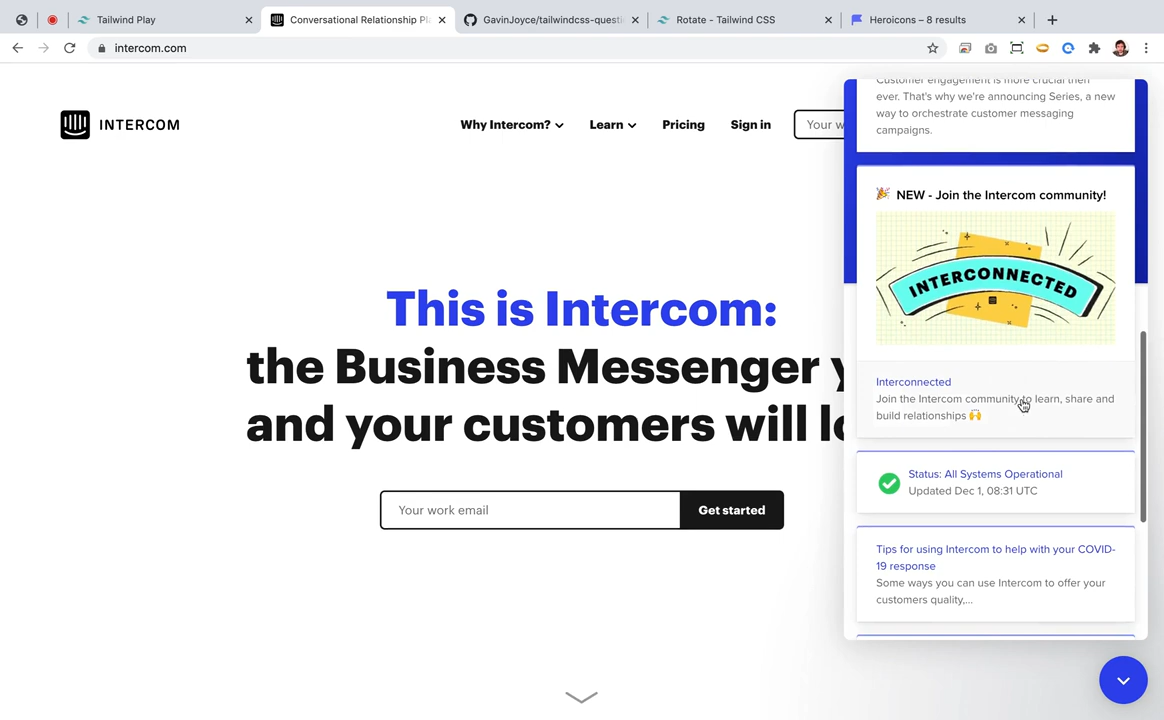 Tailwind Play
Conversational Relationship Pl
GavinJoyce/tailwindcss-questi
Rotate - Tailwind CSS
Heroicons – 8 results
intercom.com
INTERCOM
Why Intercom?
Learn
Pricing
Sign in
Your w
This is Intercom:
the Business Messenger y
and your customers will lo
Your work email
Get started
Customer engagement is more crucial then
ever. That's why we're announcing Series, a new
way to orchestrate customer messaging
campaigns.
🎉 NEW - Join the Intercom community!
INTERCONNECTED
Interconnected
Join the Intercom community to learn, share and
build relationships 🙌
Status: All Systems Operational
Updated Dec 1, 08:31 UTC
Tips for using Intercom to help with your COVID-
19 response
Some ways you can use Intercom to offer your
customers quality,...